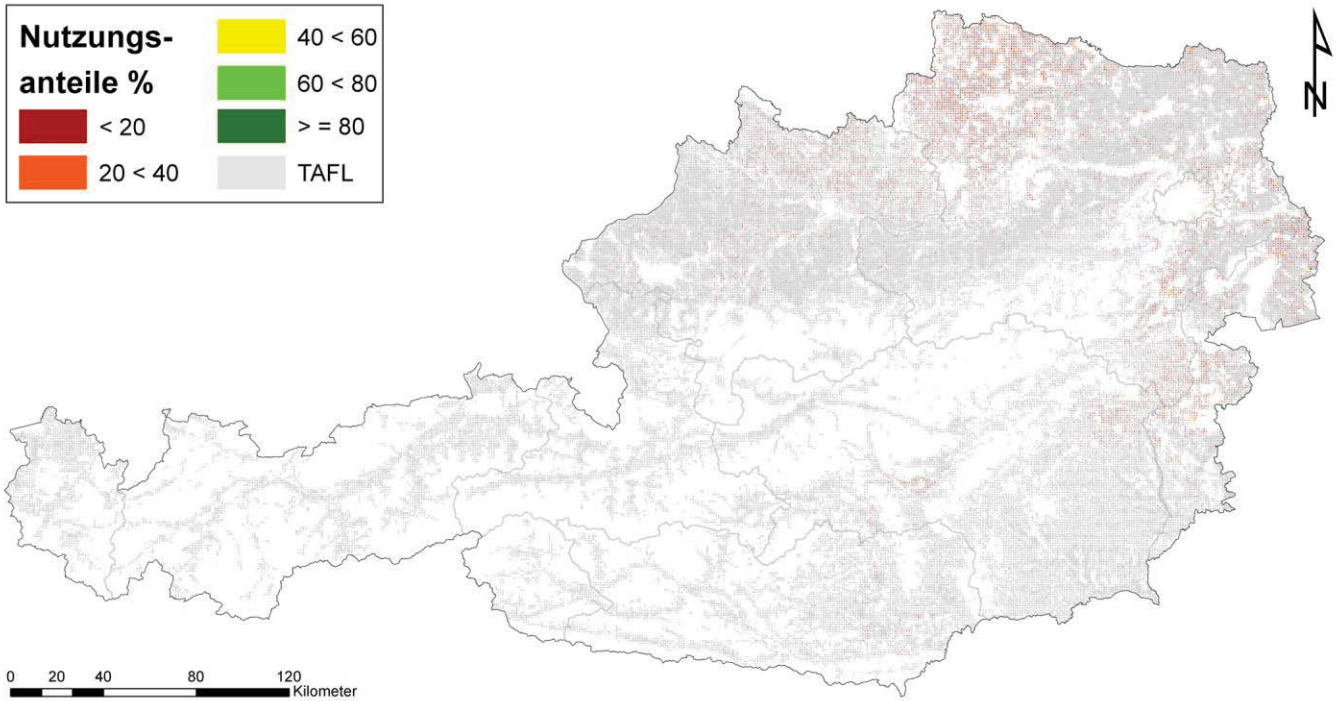 Nutzungs-
anteile %
< 20
20 < 40
40 < 60
60 < 80
> = 80
TAFL
N
0 20 40 80 120
Kilometer